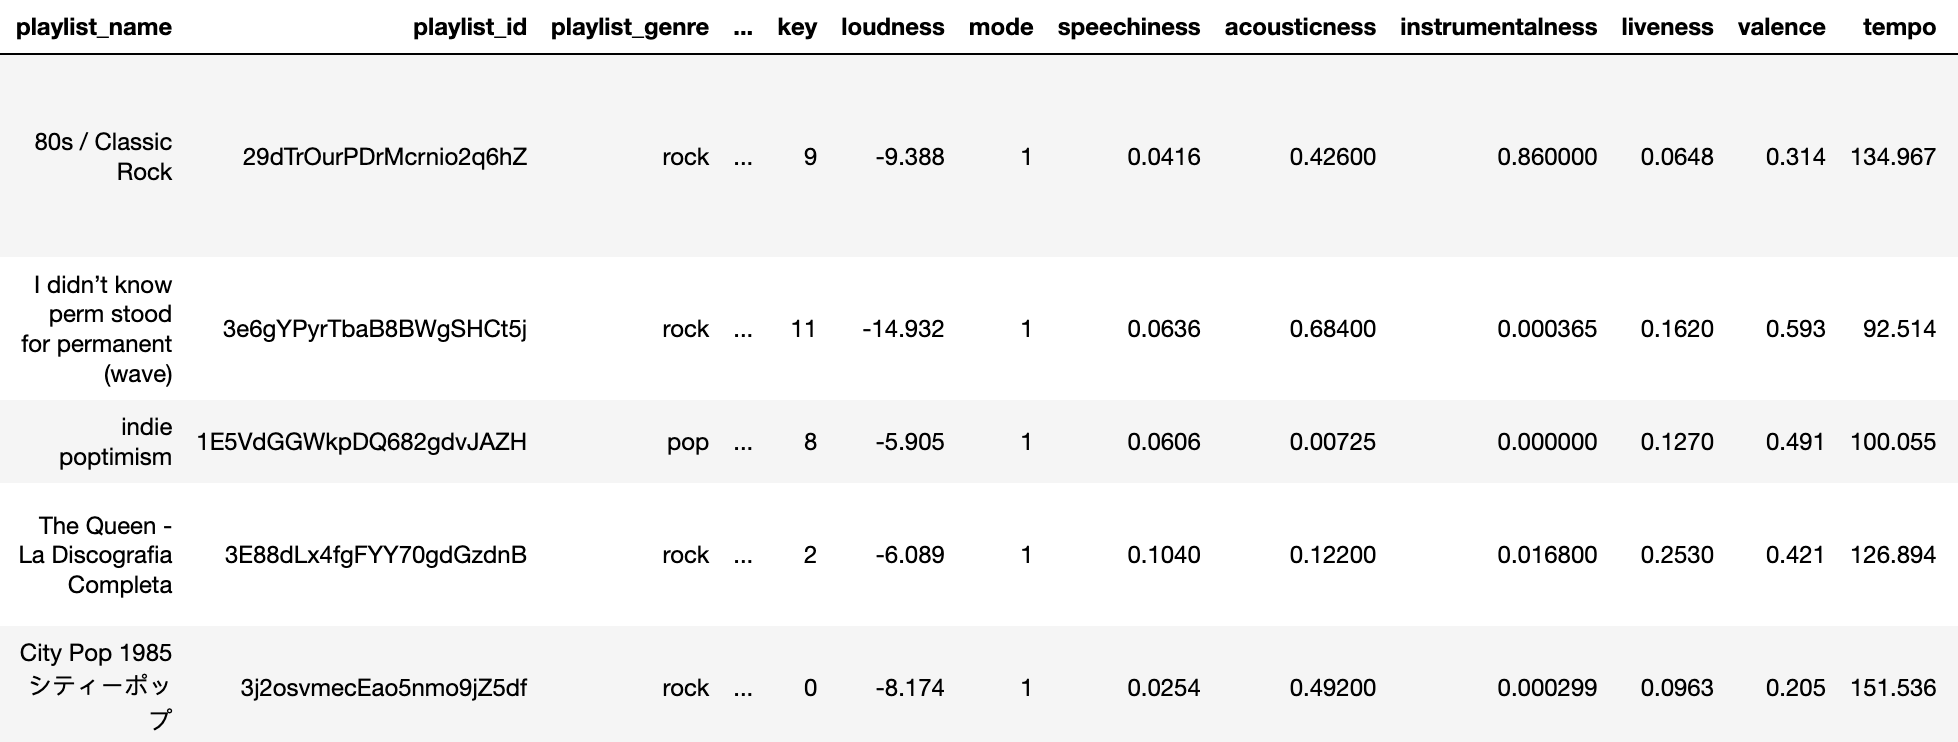 playlist_name playlist_id playlist_genre ... key loudness mode speechiness acousticness instrumentalness liveness valence tempo
80s / Classic
Rock 29dTrOurPDrMcrnio2q6hZ rock ... 9 -9.388 1 0.0416 0.42600 0.860000 0.0648 0.314 134.967
I didn’t know
perm stood
for permanent
(wave) 3e6gYPyrTbaB8BWgSHCt5j rock ... 11 -14.932 1 0.0636 0.68400 0.000365 0.1620 0.593 92.514
indie
poptimism 1E5VdGGWkpDQ682gdvJAZH pop ... 8 -5.905 1 0.0606 0.00725 0.000000 0.1270 0.491 100.055
The Queen -
La Discografia
Completa 3E88dLx4fgFYY70gdGzdnB rock ... 2 -6.089 1 0.1040 0.12200 0.016800 0.2530 0.421 126.894
City Pop 1985
シティーポッ
プ 3j2osvmecEao5nmo9jZ5df rock ... 0 -8.174 1 0.0254 0.49200 0.000299 0.0963 0.205 151.536